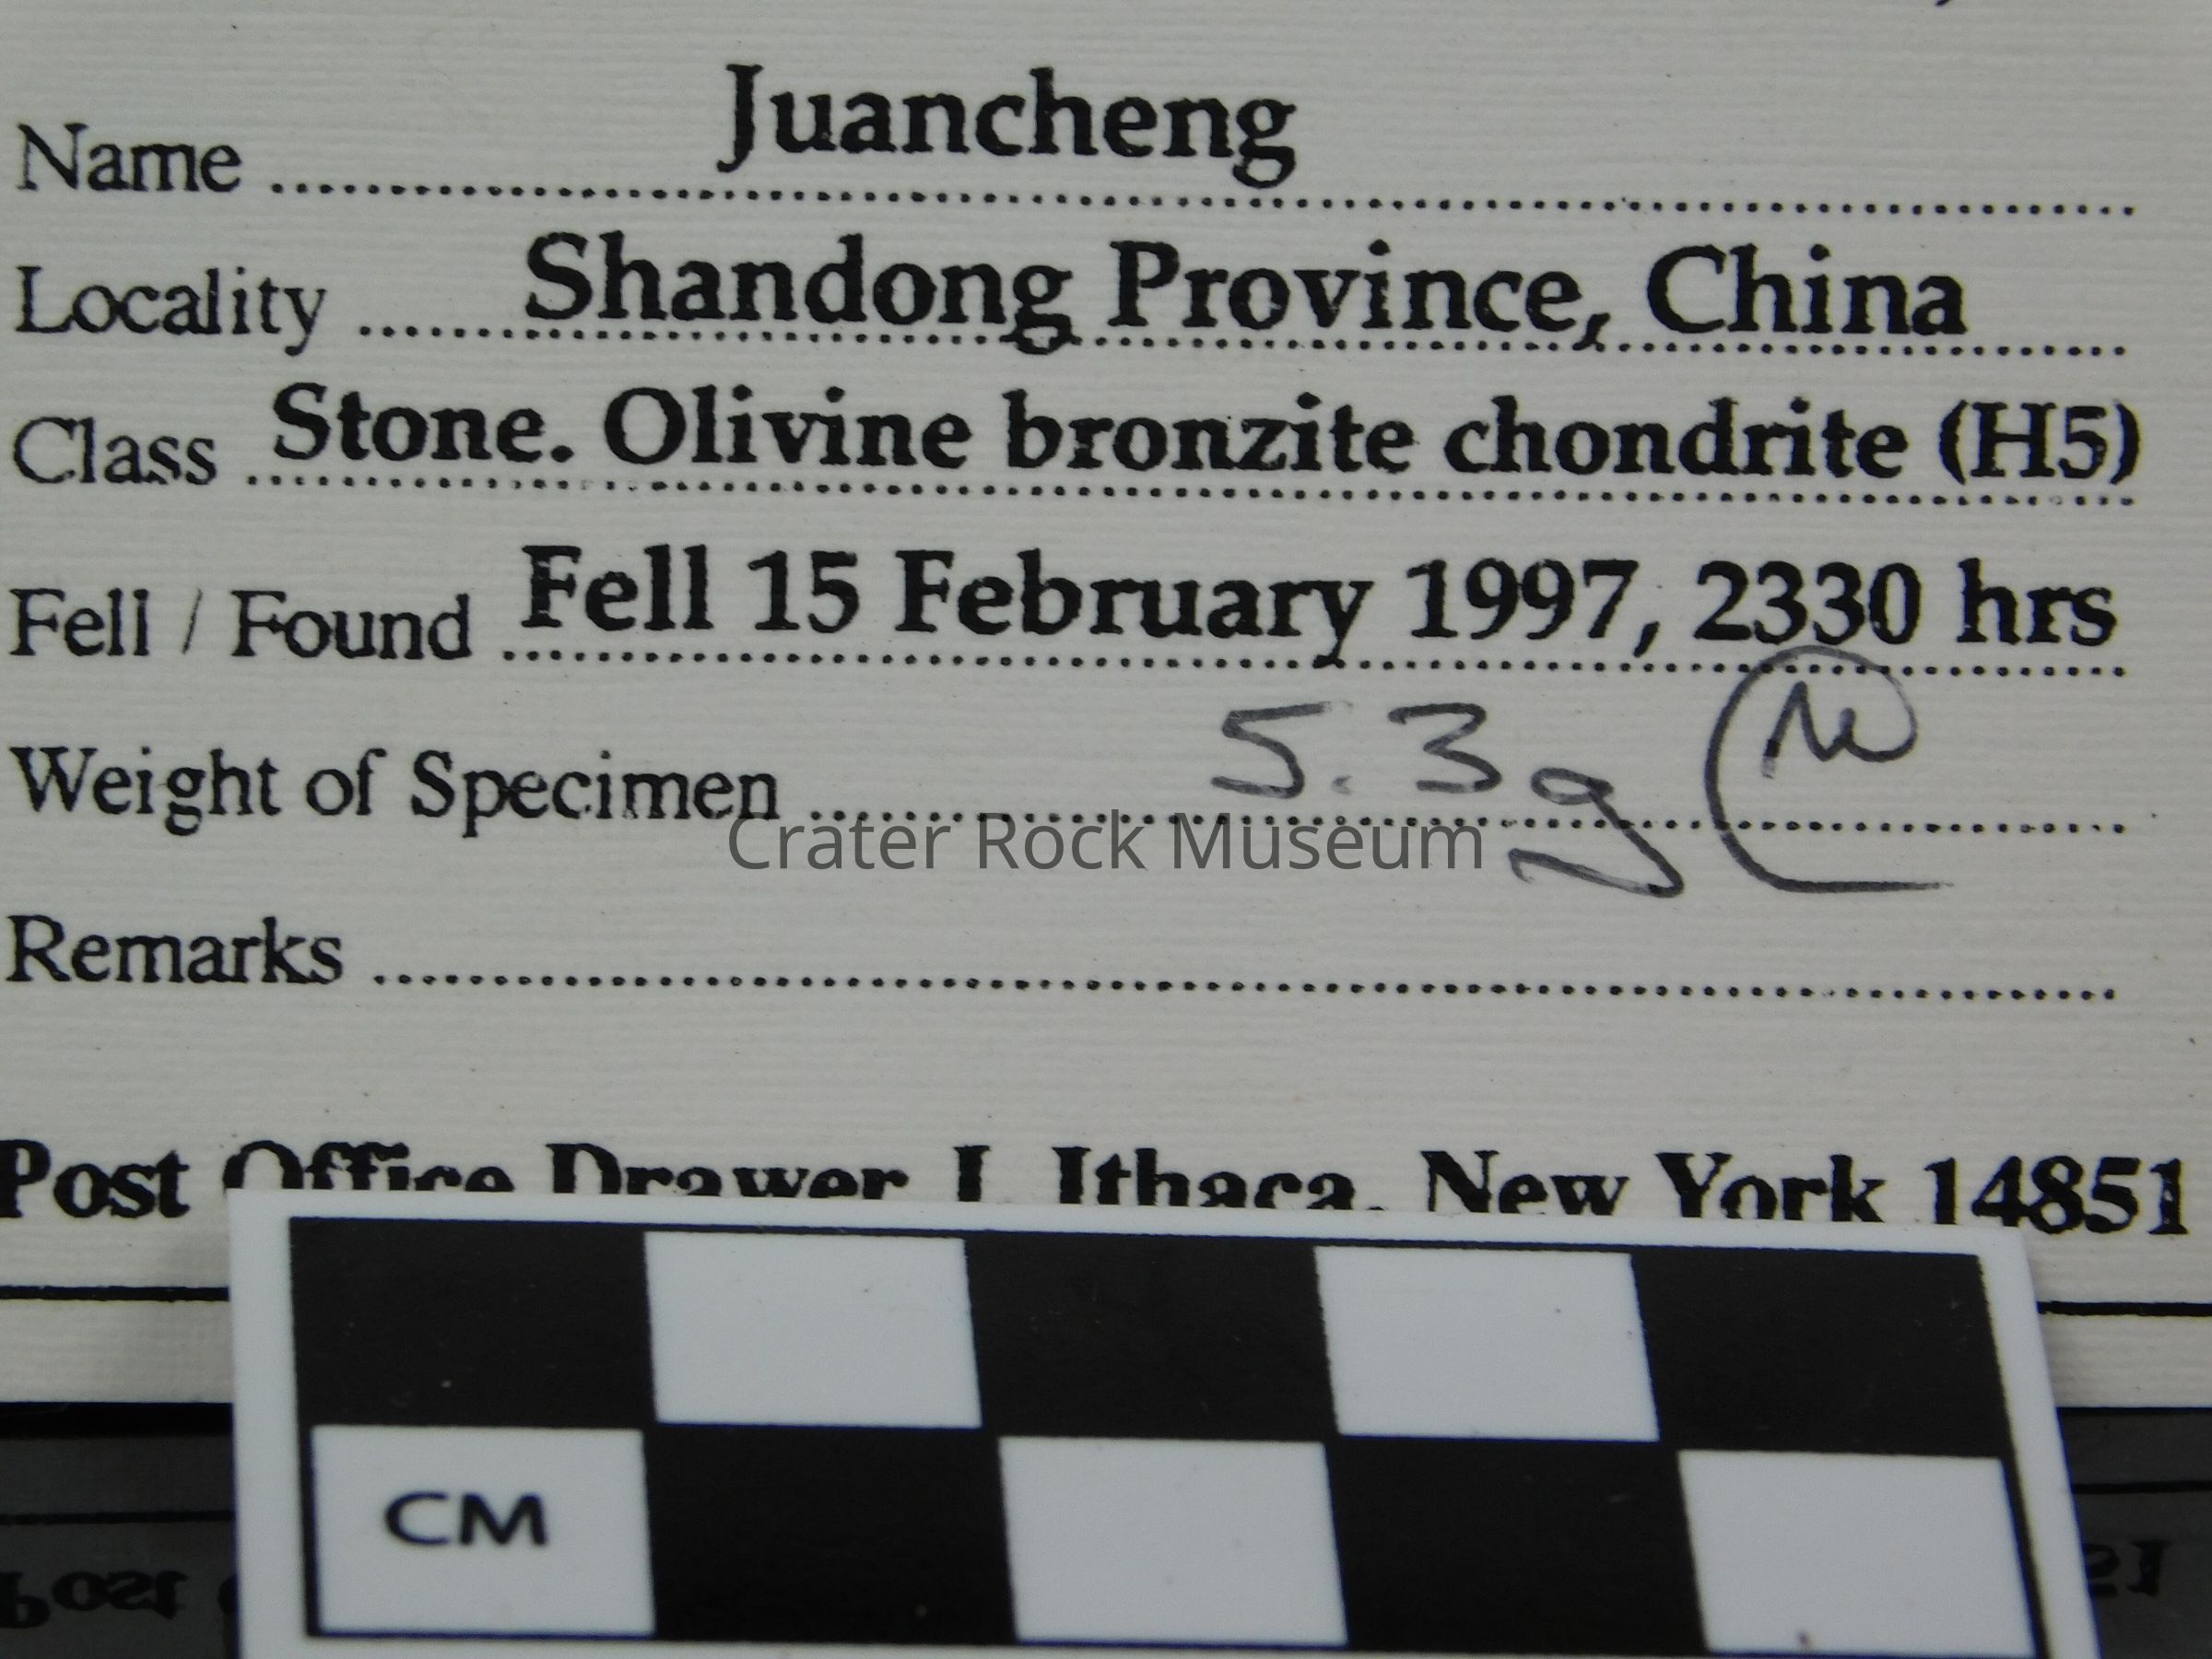 Name Juancheng
Locality Shandong Province, China
Class Stone. Olivine bronzite chondrite (H5)
Fell / Found Fell 15 February 1997, 2330 hrs
Weight of Specimen 5.3g
Crater Rock Museum
Remarks
Post Office Drawer J, Ithaca, New York 14851
CM